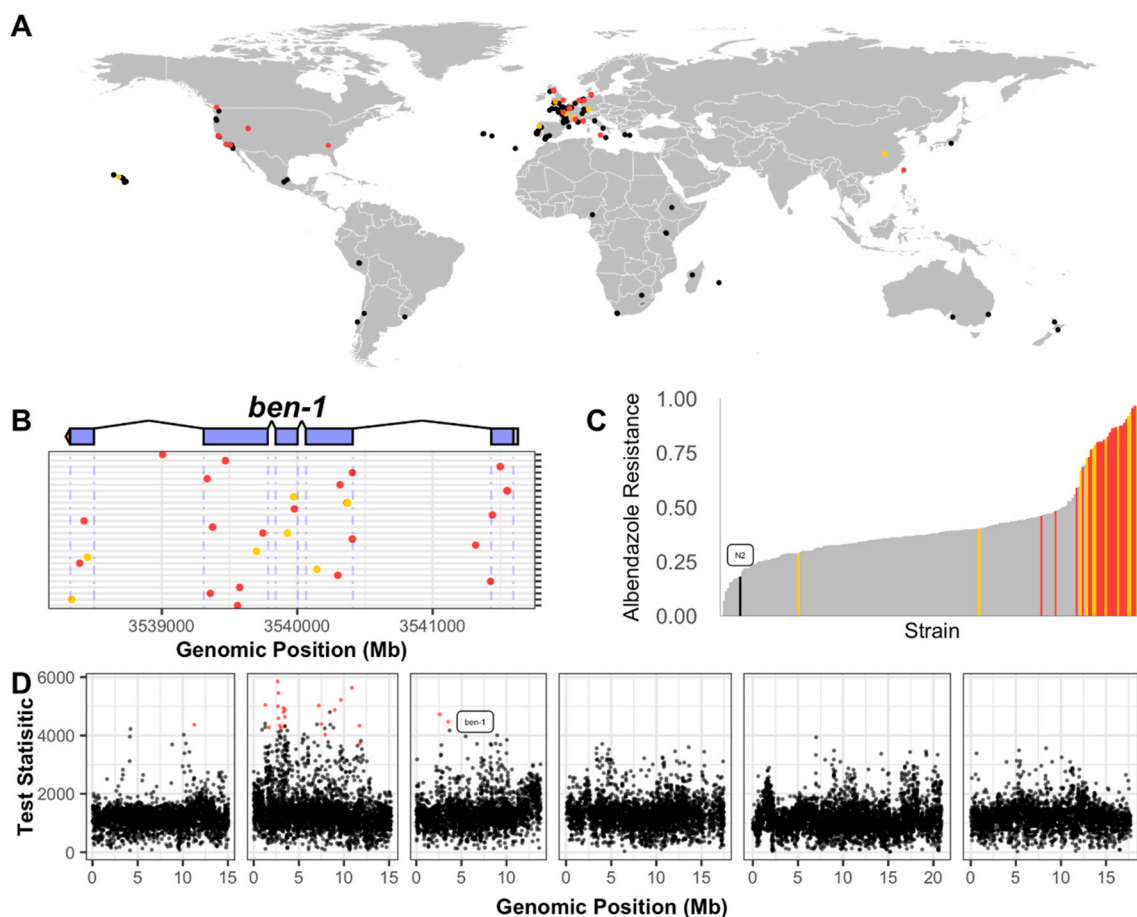 A
B
ben-1
3539000 3540000 3541000
Genomic Position (Mb)
C
Albendazole Resistance
1.00
0.75
0.50
0.25
0.00
N2
Strain
D
Test Statisitic
6000
4000
2000
0
ben-1
0 5 10 15 0 5 10 15 0 5 10 0 5 10 15 0 5 10 15 20 0 5 10 15
Genomic Position (Mb)